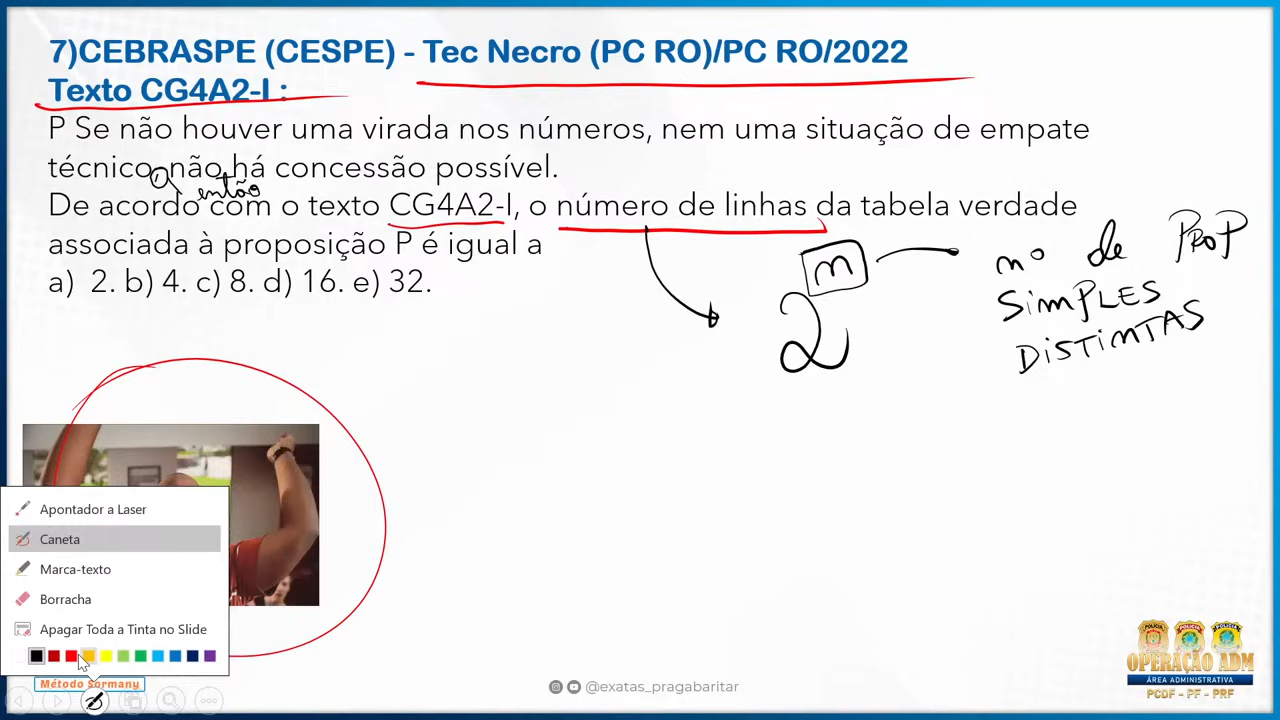 7)CEBRASPE (CESPE) - Tec Necro (PC RO)/PC RO/2022
Texto CG4A2-I :
P Se não houver uma virada nos números, nem uma situação de empate
técnico não há concessão possível.
então
De acordo com o texto CG4A2-I, o número de linhas da tabela verdade
associada à proposição P é igual a
a) 2. b) 4. c) 8. d) 16. e) 32.
2^m
nº de PROP
SimPLES
DiSTiNTAS
Apontador a Laser
Caneta
Marca-texto
Borracha
Apagar Toda a Tinta no Slide
Método Sormany
@exatas_pragabaritar
POLÍCIA POLÍCIA POLÍCIA
OPERAÇÃO ADM
ÁREA ADMINISTRATIVA
PCDF - PF - PRF